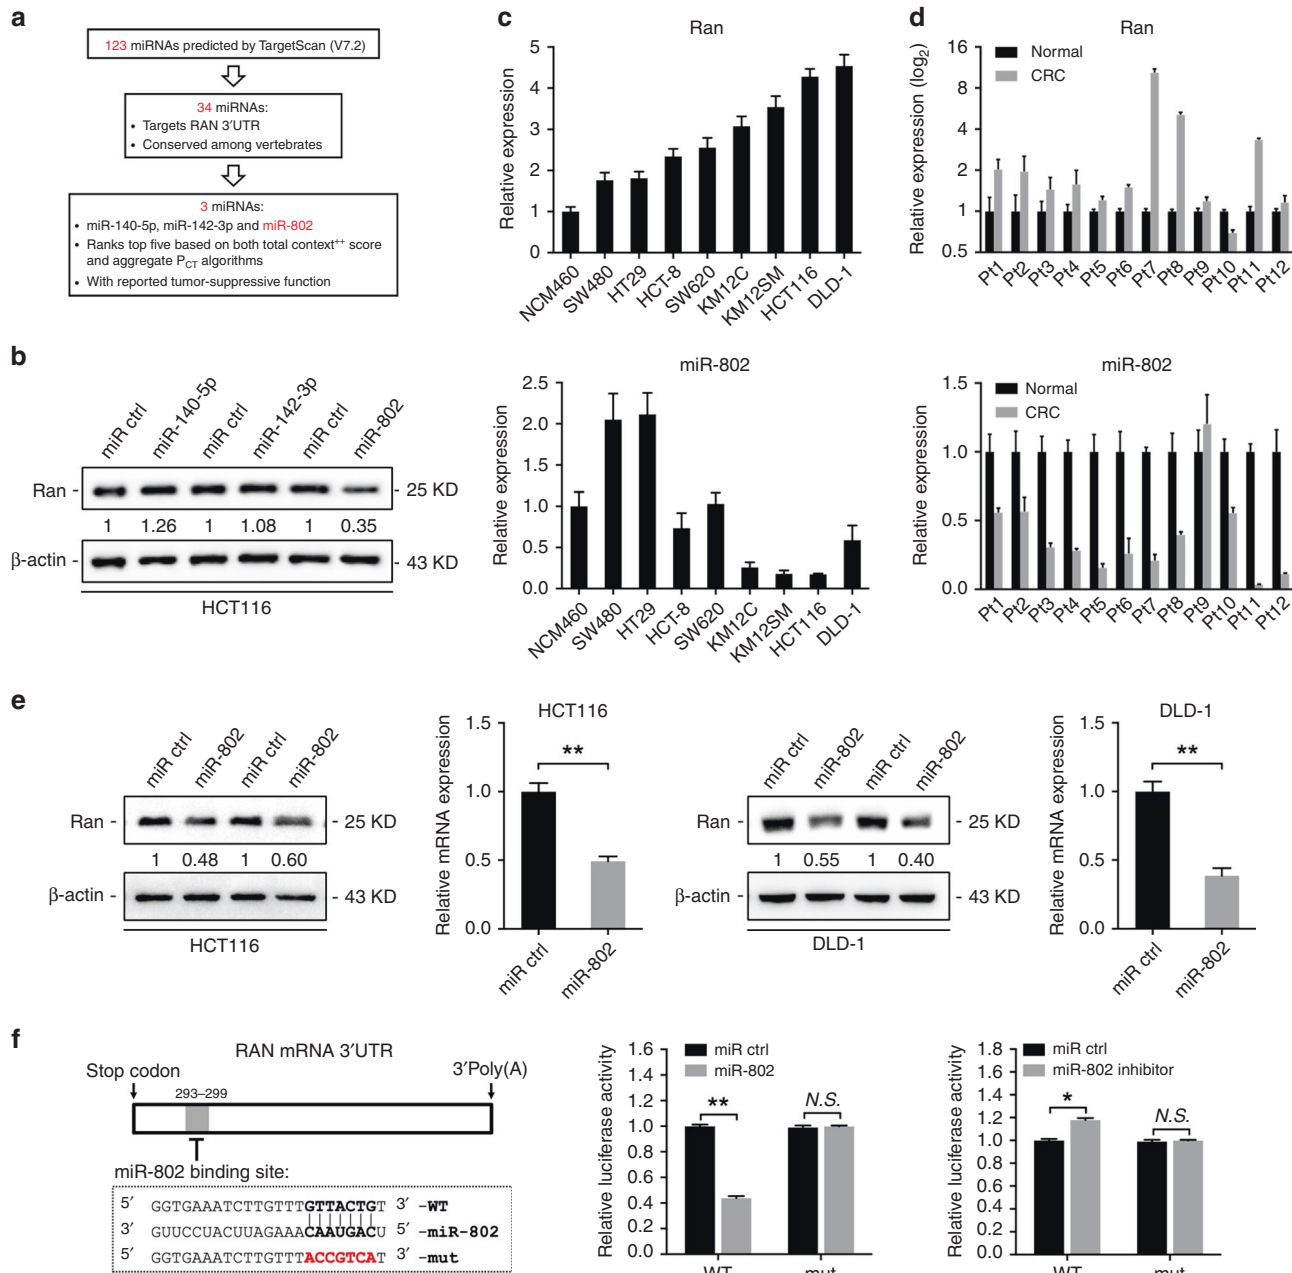 a
123 miRNAs predicted by TargetScan (V7.2)
34 miRNAs:
• Targets RAN 3′UTR
• Conserved among vertebrates
3 miRNAs:
• miR-140-5p, miR-142-3p and miR-802
• Ranks top five based on both total context++ score
and aggregate PCT algorithms
• With reported tumor-suppressive function
b
miR ctrl miR-140-5p miR ctrl miR-142-3p miR ctrl miR-802
Ran - - 25 KD
1 1.26 1 1.08 1 0.35
β-actin - - 43 KD
HCT116
c
Ran
Relative expression
5
4
3
2
1
0
NCM460 SW480 HT29 HCT-8 SW620 KM12C KM12SM HCT116 DLD-1
miR-802
Relative expression
2.5
2.0
1.5
1.0
0.5
0.0
NCM460 SW480 HT29 HCT-8 SW620 KM12C KM12SM HCT116 DLD-1
d
Ran
Relative expression (log2)
16
8
4
2
1
0.5
Normal
CRC
Pt1 Pt2 Pt3 Pt4 Pt5 Pt6 Pt7 Pt8 Pt9 Pt10 Pt11 Pt12
miR-802
Relative expression
1.5
1.0
0.5
0.0
Normal
CRC
Pt1 Pt2 Pt3 Pt4 Pt5 Pt6 Pt7 Pt8 Pt9 Pt10 Pt11 Pt12
e
miR ctrl miR-802 miR ctrl miR-802
Ran - - 25 KD
1 0.48 1 0.60
β-actin - - 43 KD
HCT116
HCT116
Relative mRNA expression
1.5
1.0
0.5
0.0
**
miR ctrl miR-802
miR ctrl miR-802 miR ctrl miR-802
Ran - - 25 KD
1 0.55 1 0.40
β-actin - - 43 KD
DLD-1
DLD-1
Relative mRNA expression
1.5
1.0
0.5
0.0
**
miR ctrl miR-802
f
RAN mRNA 3′UTR
Stop codon 3′Poly(A)
293–299
miR-802 binding site:
5′ GGTGAAATCTTGTTTGTTACTGT 3′ -WT
3′ GUUCCUACUUAGAAACAAUGACU 5′ -miR-802
5′ GGTGAAATCTTGTTTACCGTCAT 3′ -mut
Relative luciferase activity
1.6
1.4
1.2
1.0
0.8
0.6
0.4
0.2
0.0
miR ctrl
miR-802
** N.S.
WT mut
Relative luciferase activity
1.8
1.6
1.4
1.2
1.0
0.8
0.6
0.4
0.2
0.0
miR ctrl
miR-802 inhibitor
* N.S.
WT mut